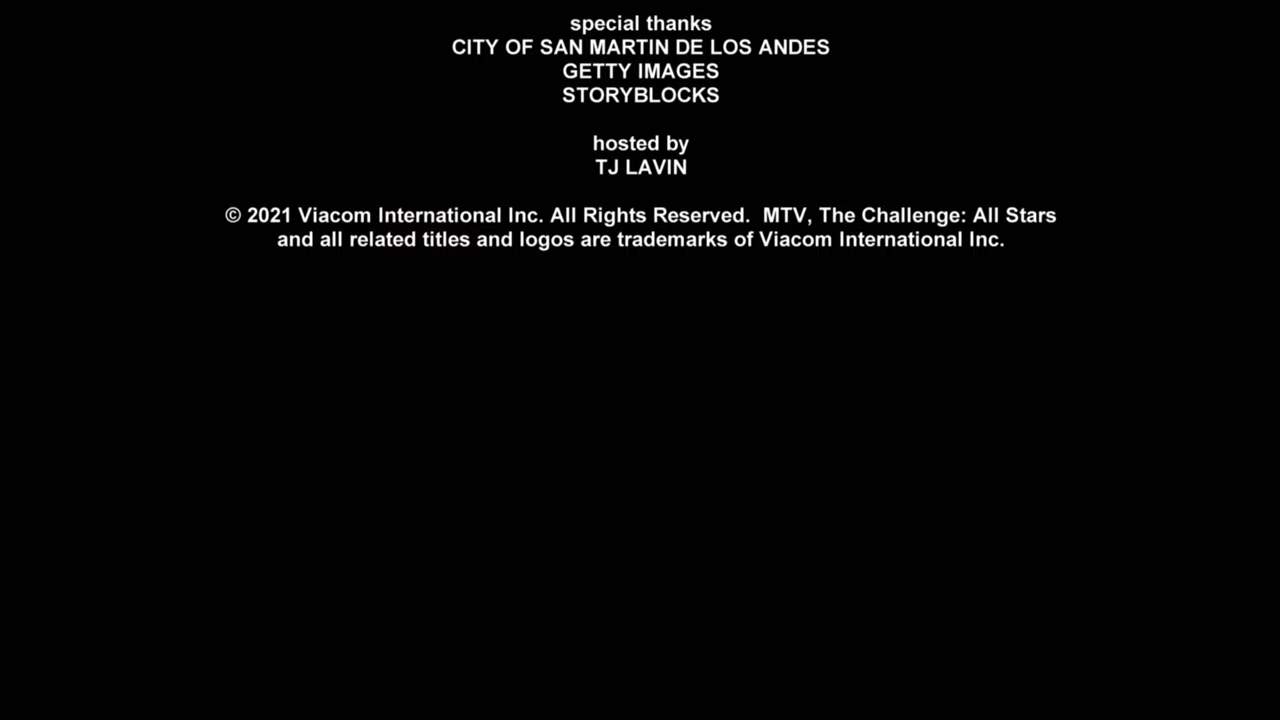 special thanks
CITY OF SAN MARTIN DE LOS ANDES
GETTY IMAGES
STORYBLOCKS
hosted by
TJ LAVIN
© 2021 Viacom International Inc. All Rights Reserved.  MTV, The Challenge: All Stars
and all related titles and logos are trademarks of Viacom International Inc.